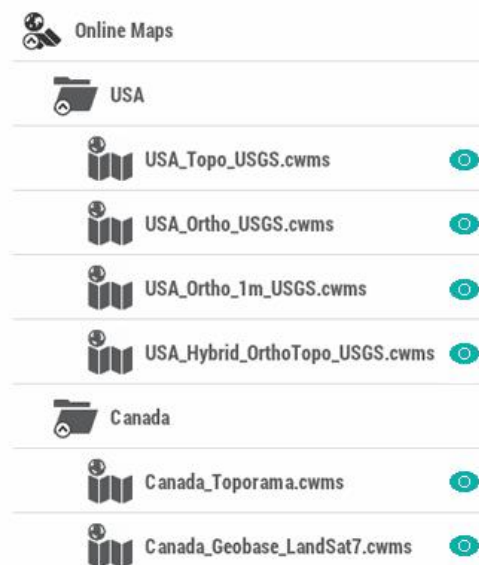 Online Maps
USA
USA_Topo_USGS.cwms
USA_Ortho_USGS.cwms
USA_Ortho_1m_USGS.cwms
USA_Hybrid_OrthoTopo_USGS.cwms
Canada
Canada_Toporama.cwms
Canada_Geobase_LandSat7.cwms